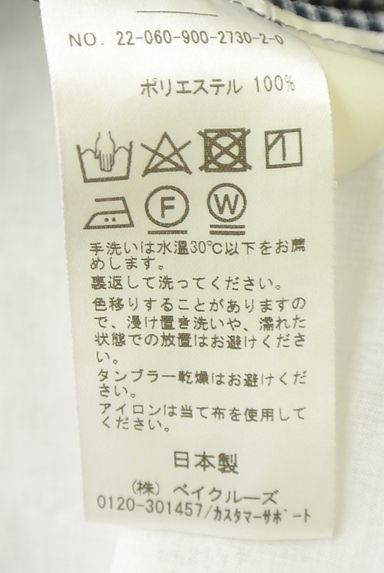 NO. 22-060-900-2730-2-0
ポリエステル 100%
F
W
手洗いは水温30℃以下をお薦
めします。
裏返して洗ってください。
色移りすることがありますの
で、浸け置き洗いや、濡れた
状態での放置はお避けくださ
い。
タンブラー乾燥はお避けくだ
さい。
アイロンは当て布を使用して
ください。
日本製
(株) ベイクルーズ
0120-301457/カスタマーサポート